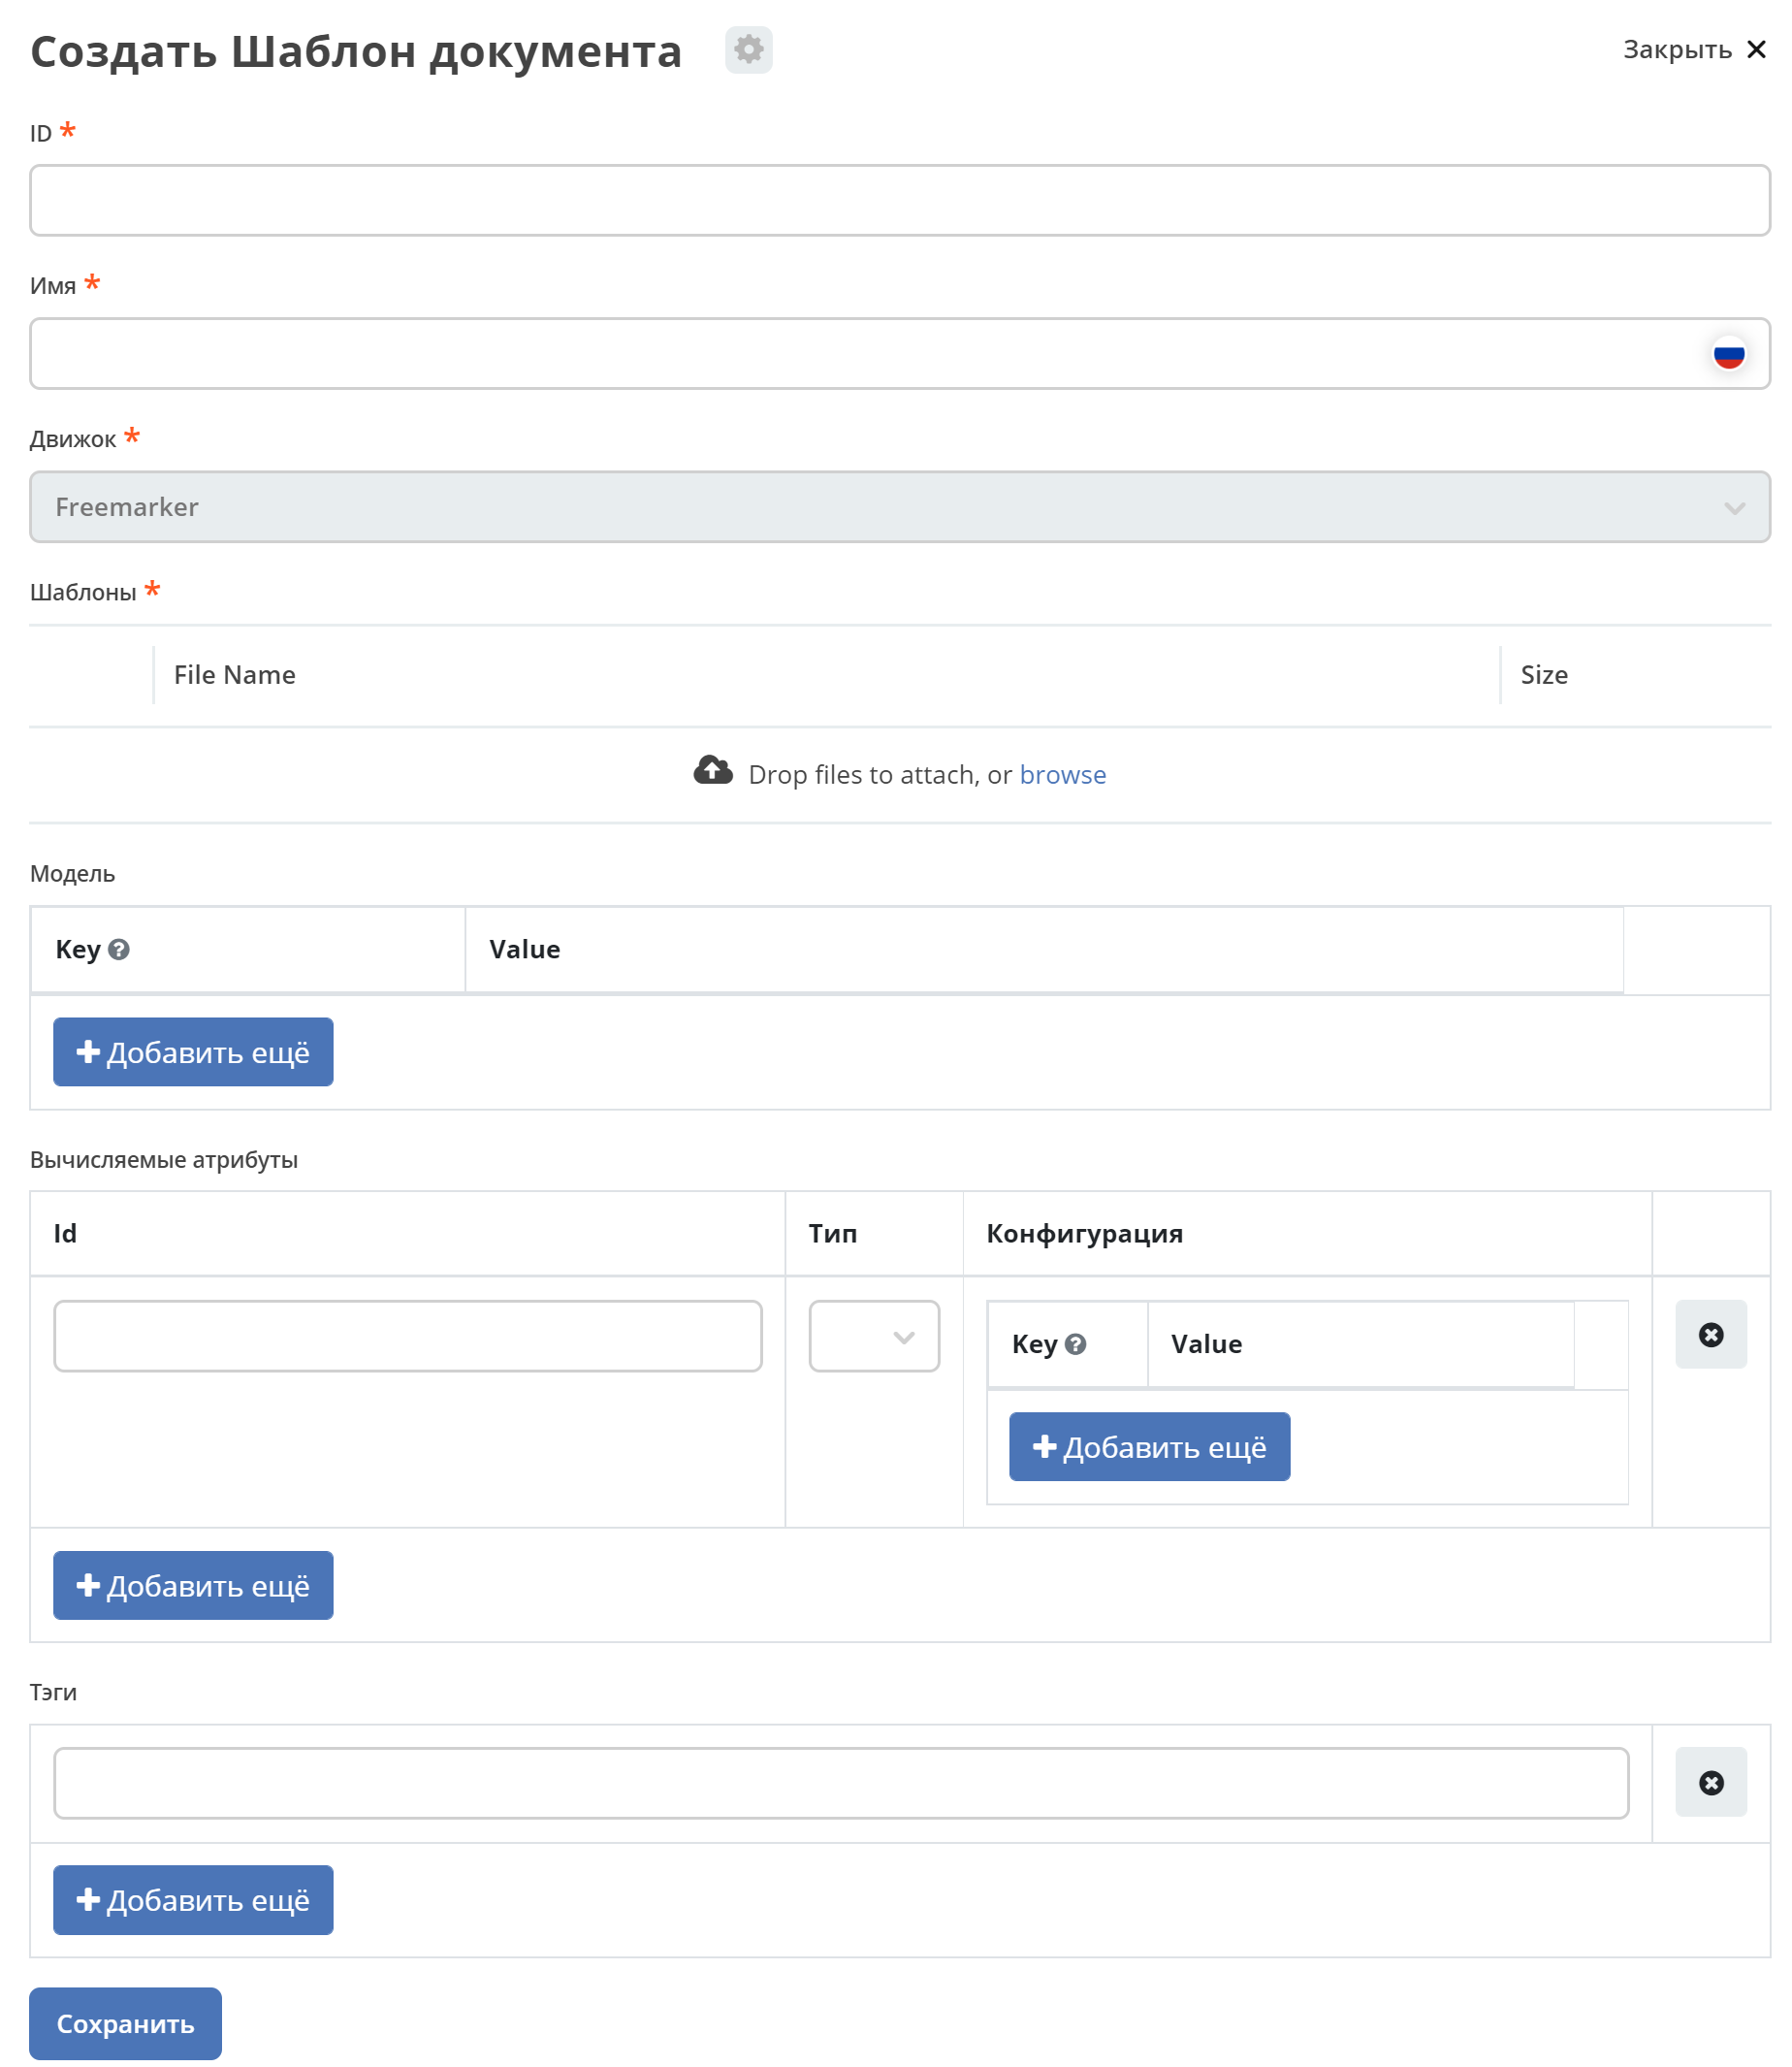 Создать Шаблон документа
Закрыть
ID *
Имя *
Движок *
Freemarker
Шаблоны *
File Name Size
Drop files to attach, or browse
Модель
Key Value
Добавить ещё
Вычисляемые атрибуты
Id Тип Конфигурация
Key Value
Добавить ещё
Добавить ещё
Тэги
Добавить ещё
Сохранить